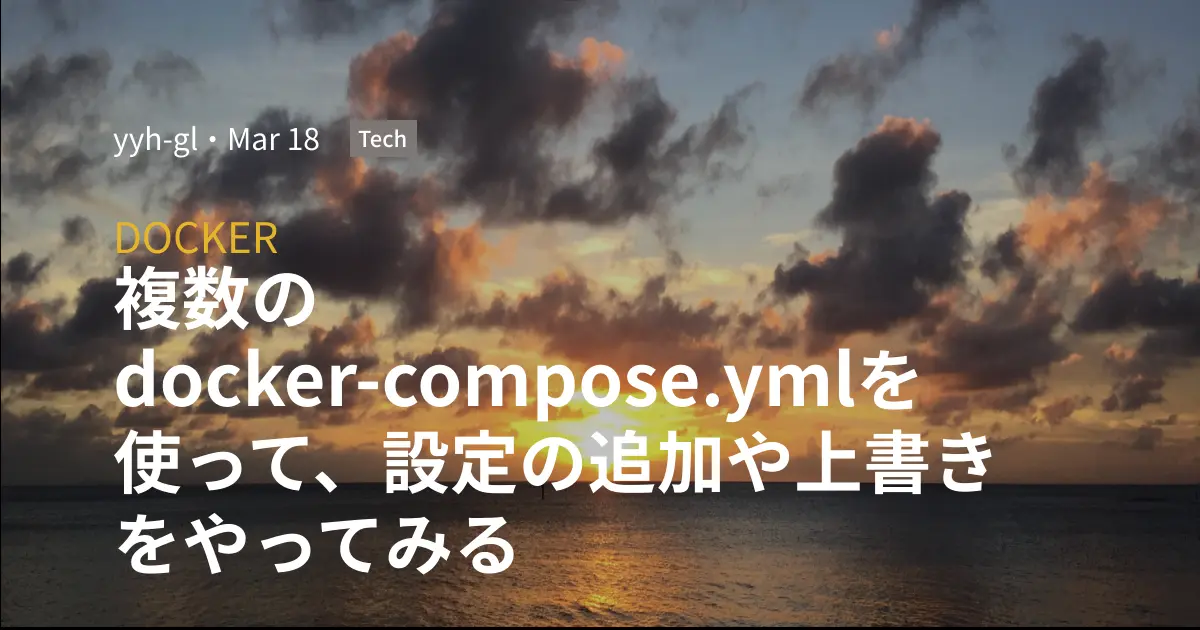 yyh-gl・Mar 18 Tech
DOCKER
複数の
docker-compose.ymlを
使って、設定の追加や上書き
をやってみる